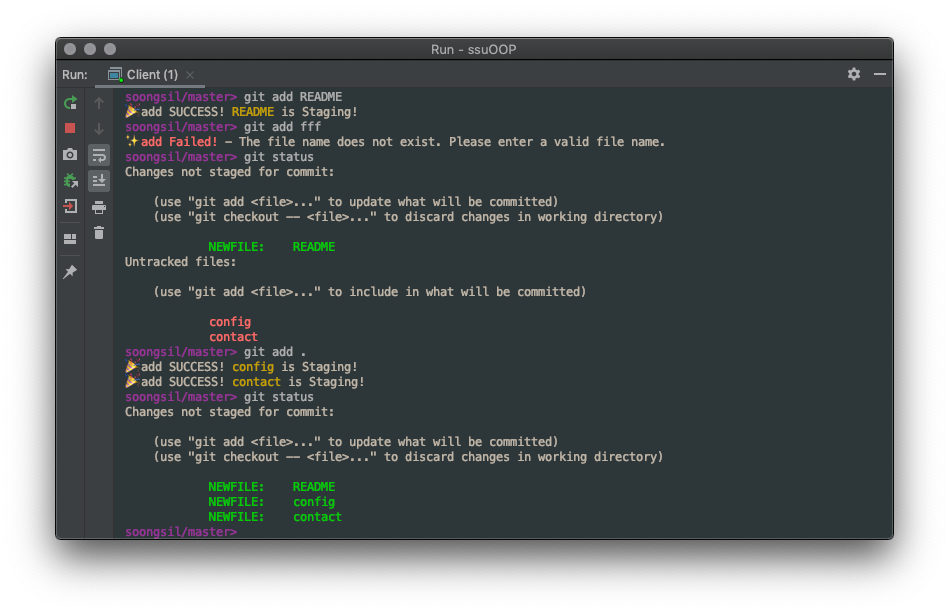 Run - ssuOOP
Run: Client (1)
soongsil/master> git add README
🎉add SUCCESS! README is Staging!
soongsil/master> git add fff
✨add Failed! - The file name does not exist. Please enter a valid file name.
soongsil/master> git status
Changes not staged for commit:
(use "git add <file>..." to update what will be committed)
(use "git checkout -- <file>..." to discard changes in working directory)
NEWFILE: README
Untracked files:
(use "git add <file>..." to include in what will be committed)
config
contact
soongsil/master> git add .
🎉add SUCCESS! config is Staging!
🎉add SUCCESS! contact is Staging!
soongsil/master> git status
Changes not staged for commit:
(use "git add <file>..." to update what will be committed)
(use "git checkout -- <file>..." to discard changes in working directory)
NEWFILE: README
NEWFILE: config
NEWFILE: contact
soongsil/master>